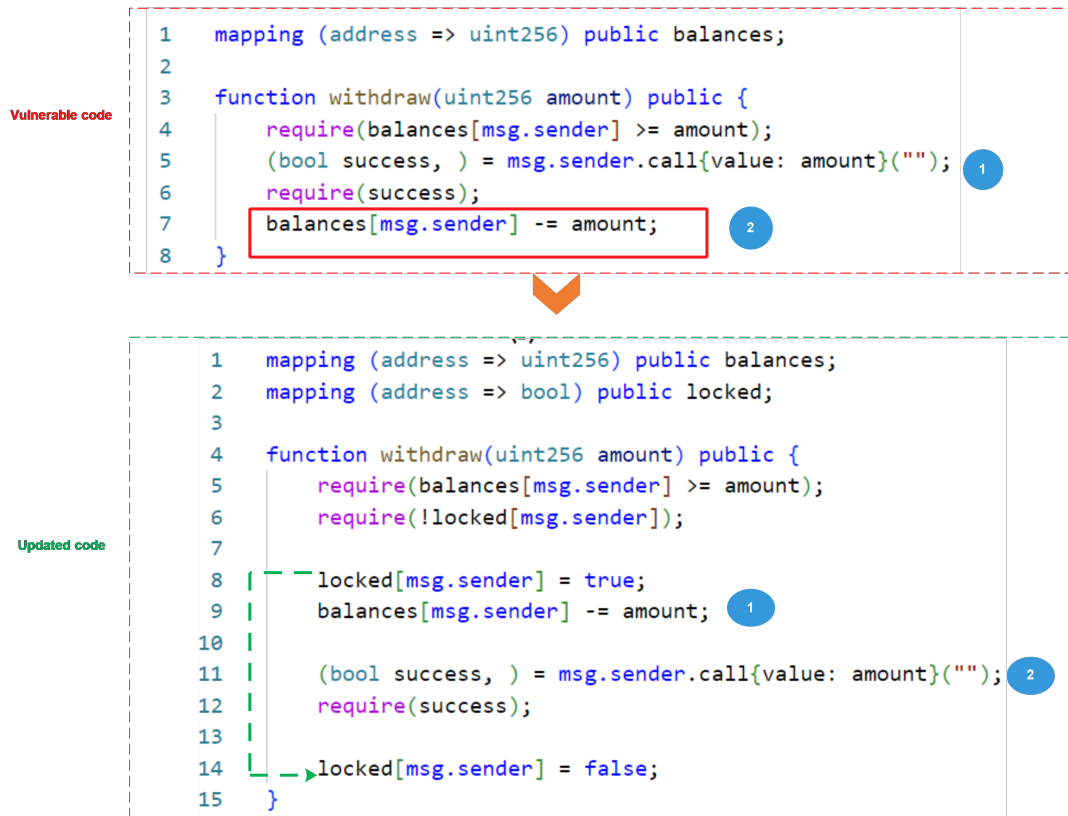 1 mapping (address => uint256) public balances;
2
3 function withdraw(uint256 amount) public {
Vulnerable code
4 require(balances[msg.sender] >= amount);
5 (bool success, ) = msg.sender.call{value: amount}(""); 1
6 require(success);
7 balances[msg.sender] -= amount; 2
8 }
1 mapping (address => uint256) public balances;
2 mapping (address => bool) public locked;
3
4 function withdraw(uint256 amount) public {
5 require(balances[msg.sender] >= amount);
6 require(!locked[msg.sender]);
Updated code
7
8 locked[msg.sender] = true;
9 balances[msg.sender] -= amount; 1
10
11 (bool success, ) = msg.sender.call{value: amount}(""); 2
12 require(success);
13
14 locked[msg.sender] = false;
15 }